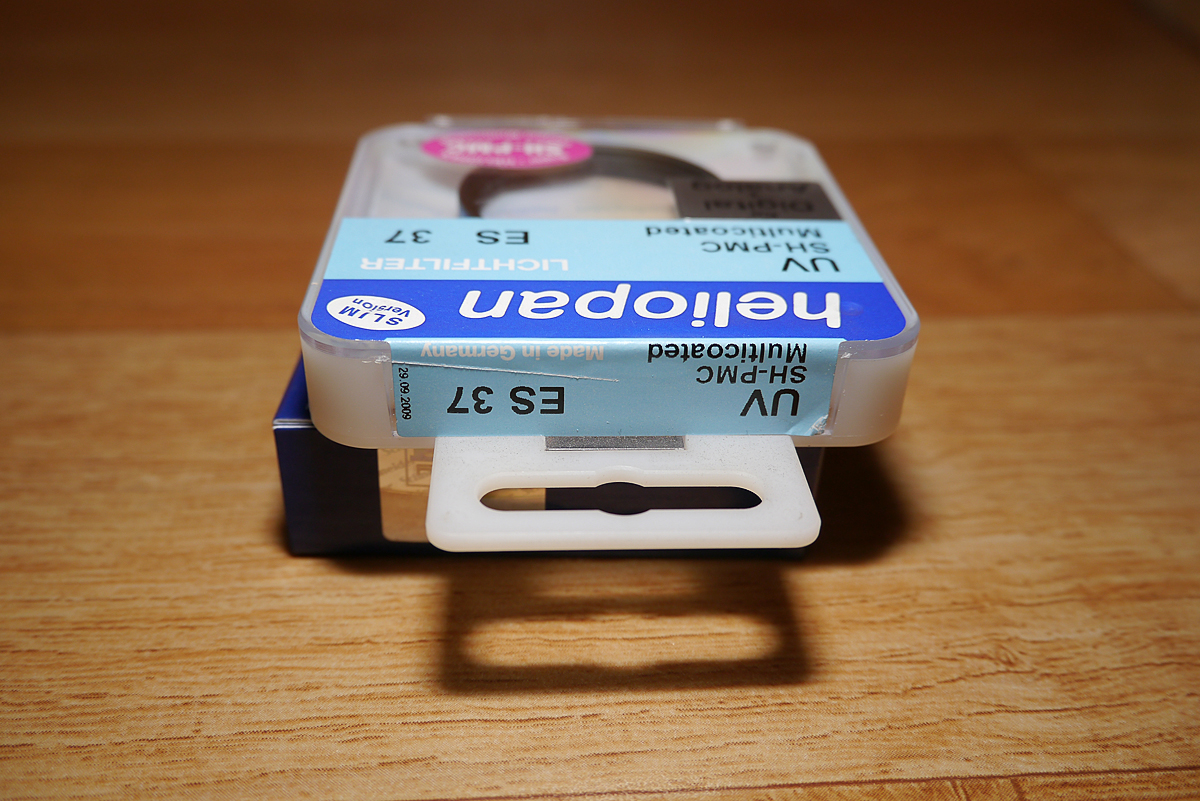 SH-PMC
für
Digital
&
Analog
UV
SH-PMC
Multicoated
ES 37
LICHTFILTER
heliopan
SLIM
Version
UV
SH-PMC
Multicoated
ES 37
Made in Germany
29.09.2009